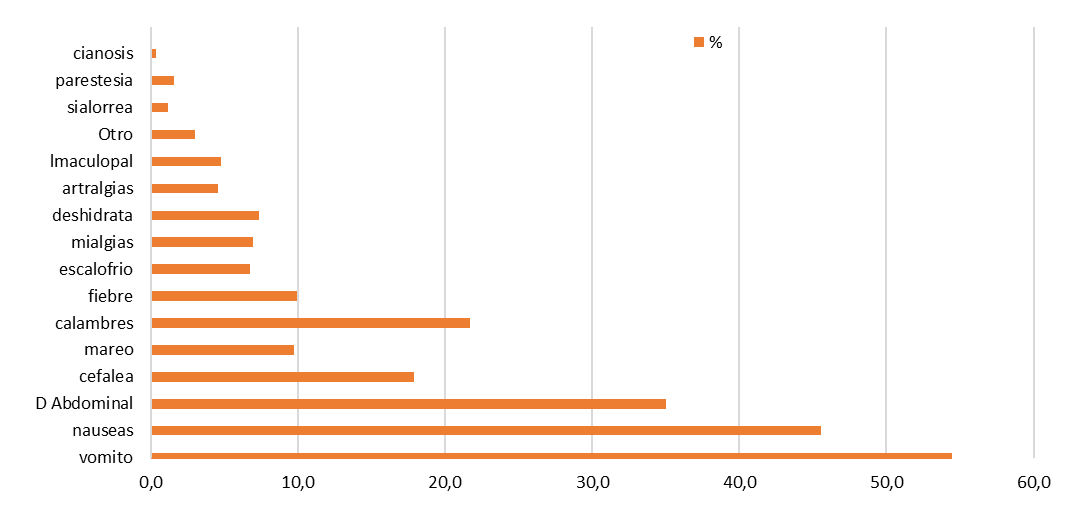 %
cianosis
parestesia
sialorrea
Otro
lmaculopal
artralgias
deshidrata
mialgias
escalofrio
fiebre
calambres
mareo
cefalea
D Abdominal
nauseas
vomito
0,0 10,0 20,0 30,0 40,0 50,0 60,0